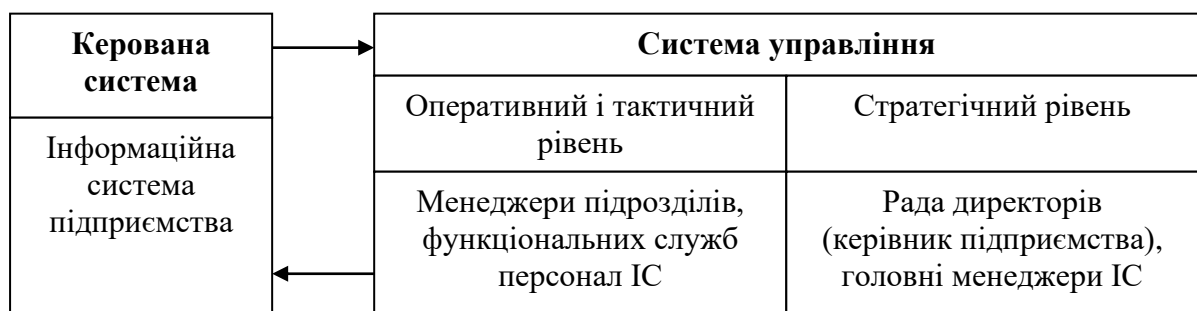 Керована
система
Інформаційна
система
підприємства
Система управління
Оперативний і тактичний
рівень
Стратегічний рівень
Менеджери підрозділів,
функціональних служб
персонал ІС
Рада директорів
(керівник підприємства),
головні менеджери ІС